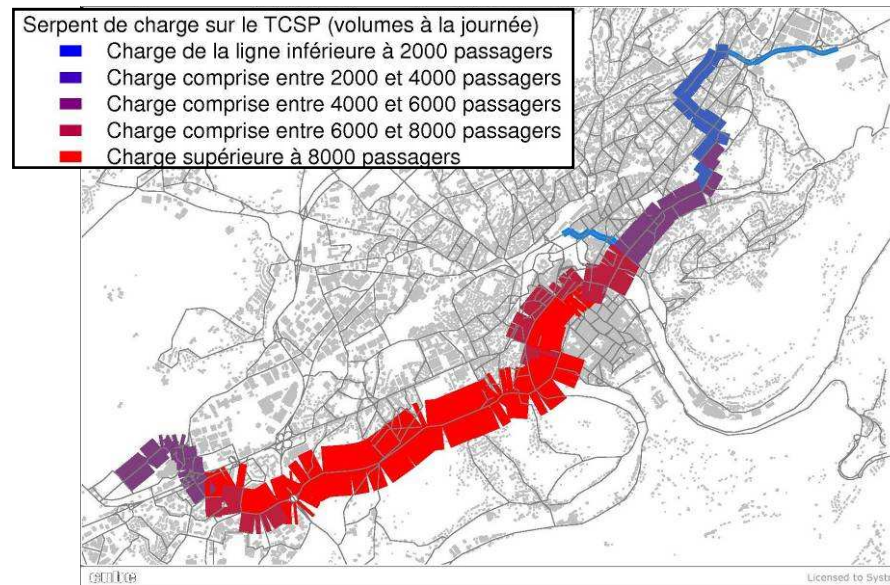 Serpent de charge sur le TCSP (volumes à la journée)
Charge de la ligne inférieure à 2000 passagers
Charge comprise entre 2000 et 4000 passagers
Charge comprise entre 4000 et 6000 passagers
Charge comprise entre 6000 et 8000 passagers
Charge supérieure à 8000 passagers
Licensed to Syst